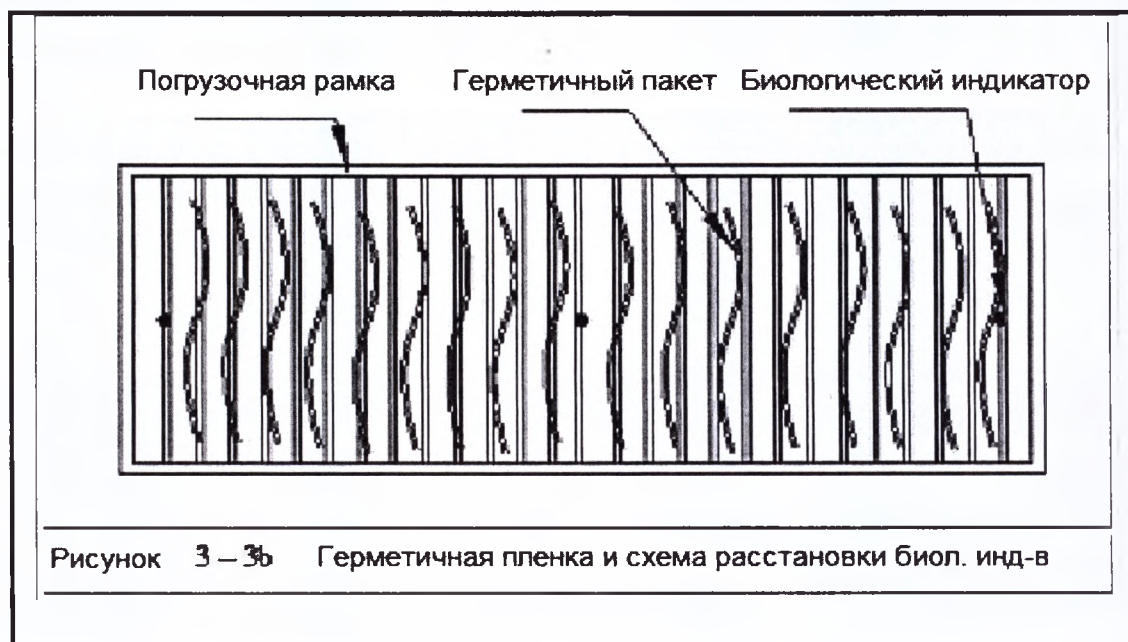 Погрузочная рамка Герметичный пакет Биологический индикатор
Рисунок 3 – 3b Герметичная пленка и схема расстановки биол. инд-в